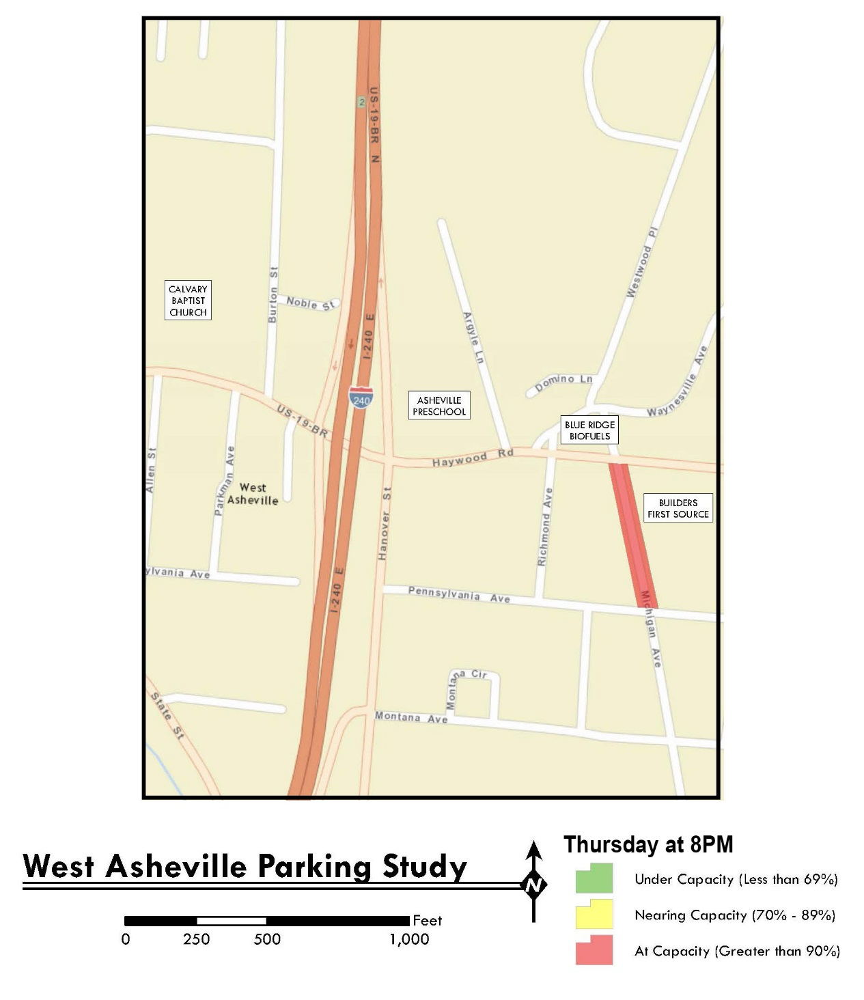 2
US-19-BR N
Westwood Pl
Burton St
CALVARY
BAPTIST
CHURCH
Noble St
I-240 E
Argyle Ln
Waynesville Ave
Domino Ln
240
ASHEVILLE
PRESCHOOL
US-19-BR
BLUE RIDGE
BIOFUELS
Haywood Rd
Allen St
Parkman Ave
West
Asheville
Hanover St
Richmond Ave
BUILDERS
FIRST SOURCE
ylvania Ave
I-240 E
Pennsylvania Ave
Michigan Ave
Montana Cir
State St
Montana Ave
West Asheville Parking Study
N
Feet
0 250 500 1,000
Thursday at 8PM
Under Capacity (Less than 69%)
Nearing Capacity (70% - 89%)
At Capacity (Greater than 90%)